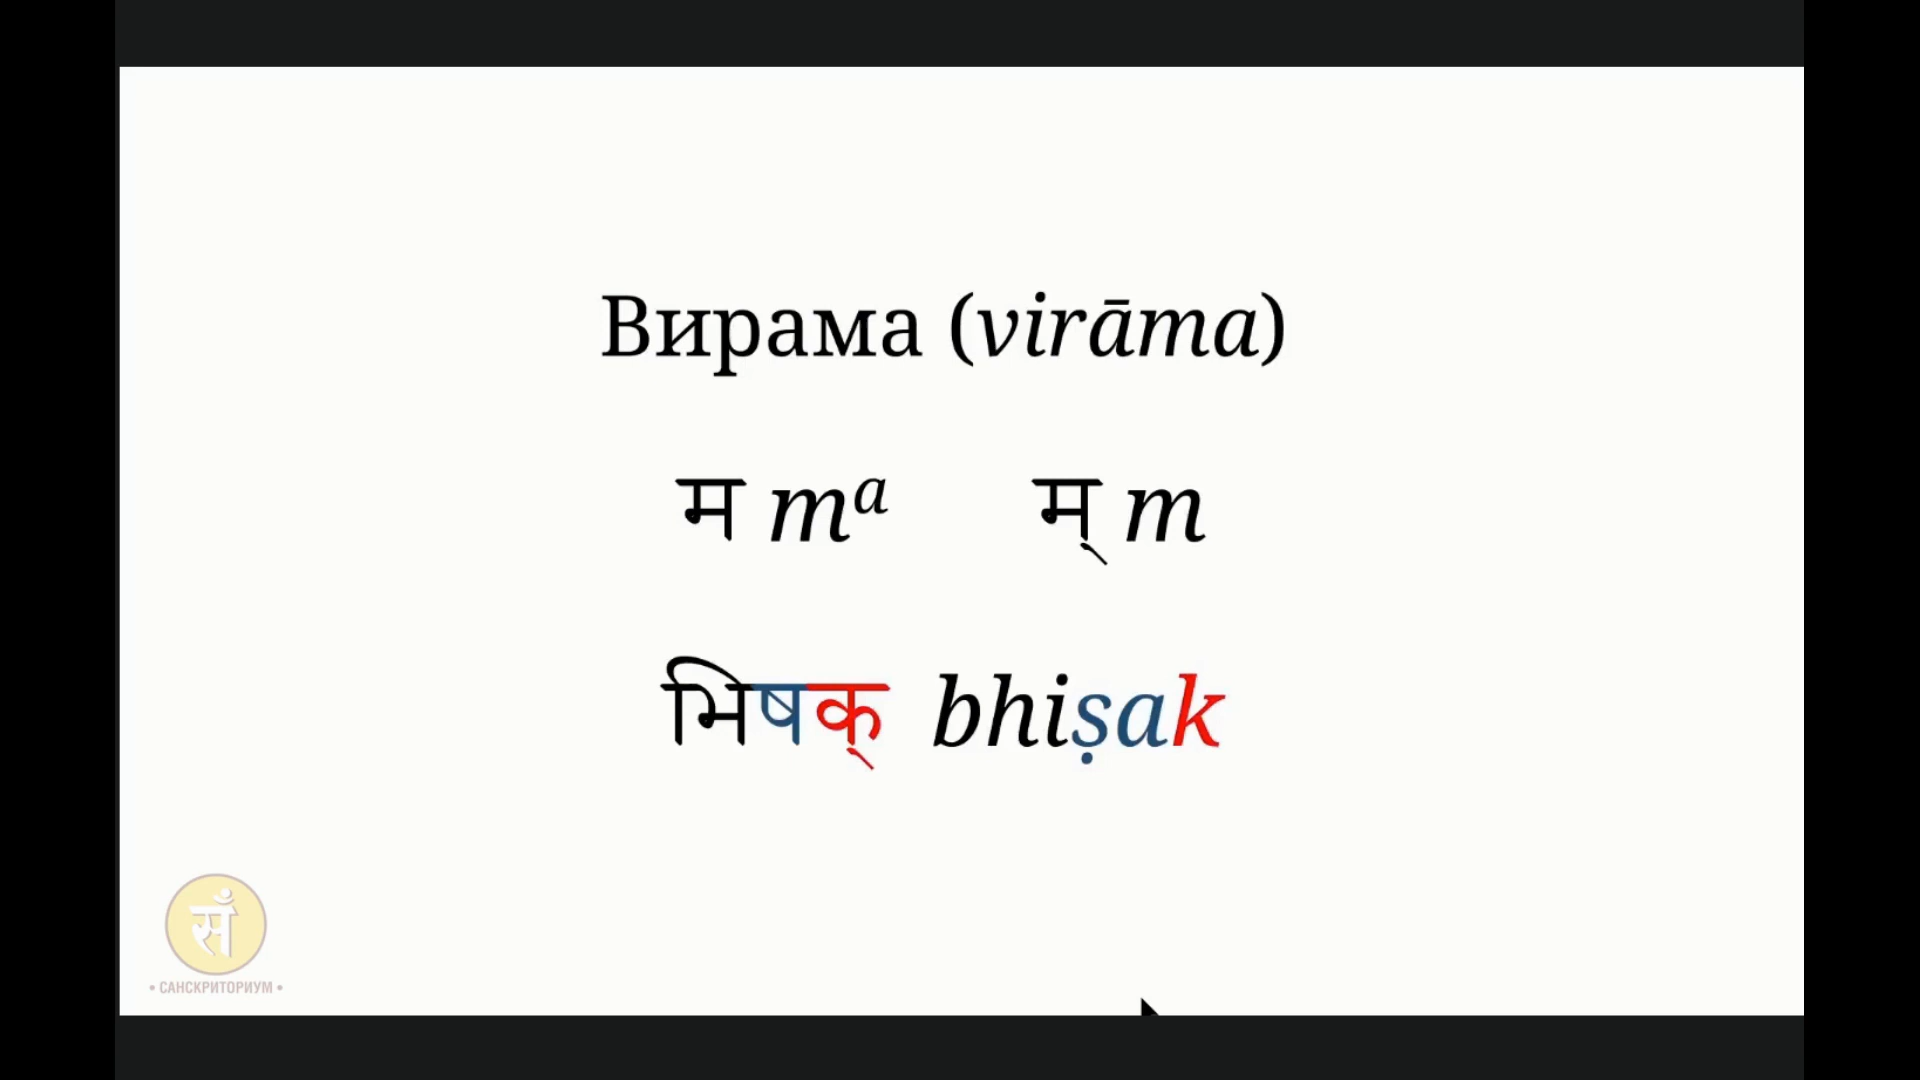 Вирама (virāma)
म mᵃ म् m
भिषक् bhiṣak
सँ
• САНСКРИТОРИУМ •